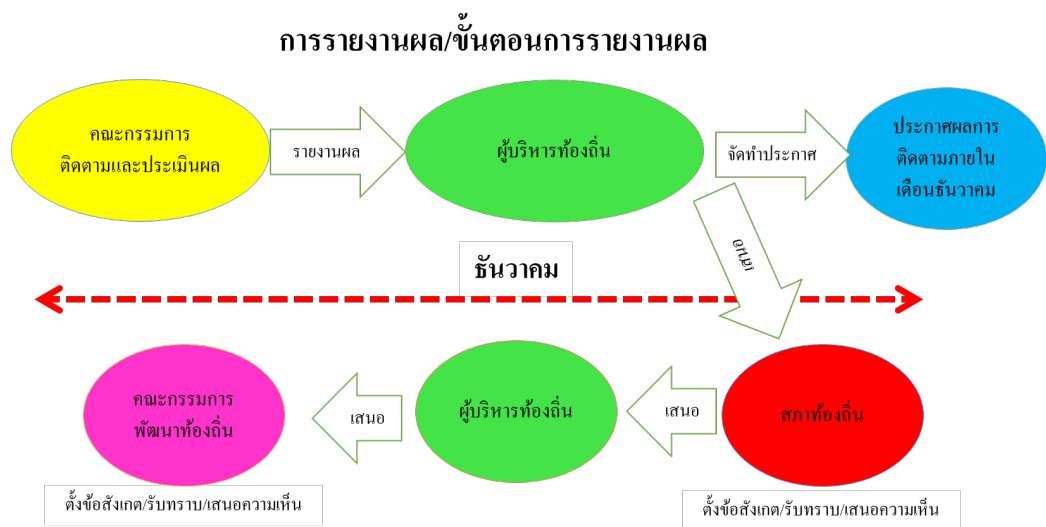 การรายงานผล/ขั้นตอนการรายงานผล
คณะกรรมการ
ติดตามและประเมินผล
รายงานผล
ผู้บริหารท้องถิ่น
จัดทำประกาศ
ประกาศผลการ
ติดตามภายใน
เดือนธันวาคม
เสนอ
ธันวาคม
คณะกรรมการ
พัฒนาท้องถิ่น
เสนอ
ผู้บริหารท้องถิ่น
เสนอ
สภาท้องถิ่น
ตั้งข้อสังเกต/รับทราบ/เสนอความเห็น
ตั้งข้อสังเกต/รับทราบ/เสนอความเห็น